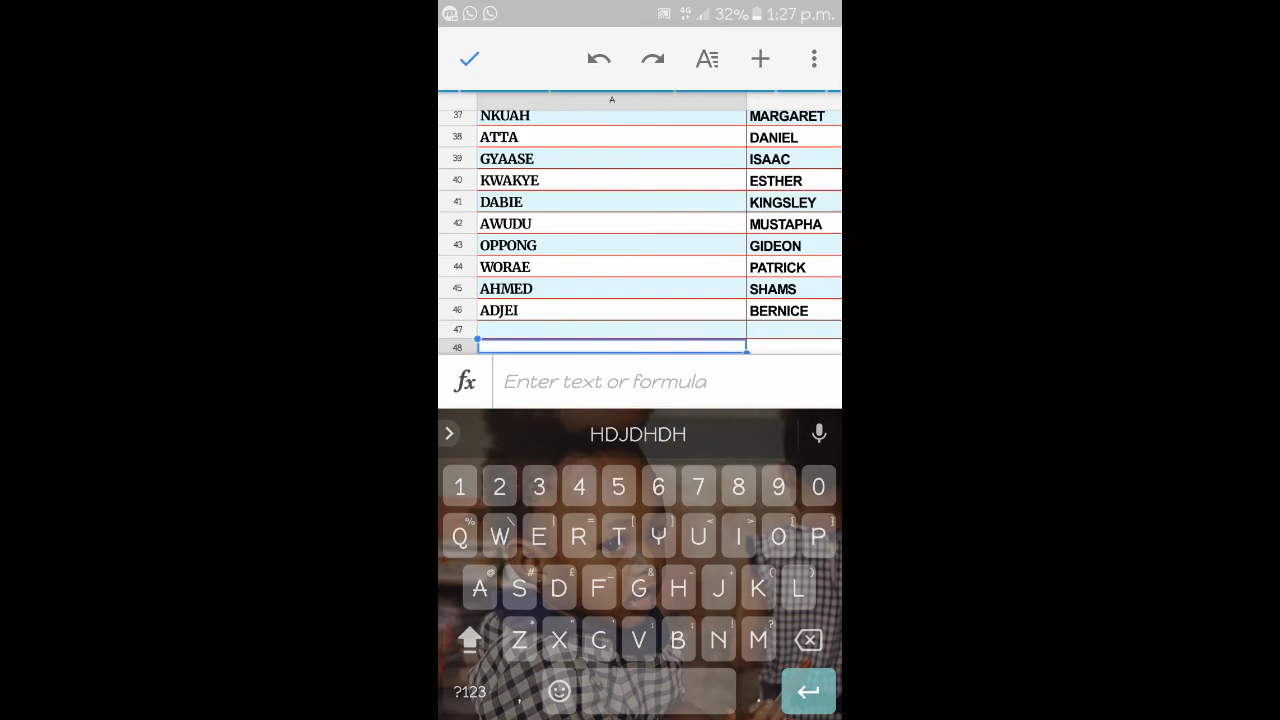 32% 1:27 p.m.
4G
A
37 NKUAH MARGARET
38 ATTA DANIEL
39 GYAASE ISAAC
40 KWAKYE ESTHER
41 DABIE KINGSLEY
42 AWUDU MUSTAPHA
43 OPPONG GIDEON
44 WORAE PATRICK
45 AHMED SHAMS
46 ADJEI BERNICE
47
48
fx Enter text or formula
HDJDHDH
1 2 3 4 5 6 7 8 9 0
Q W E R T Y U I O P
A S D F G H J K L
Z X C V B N M
?123 , .